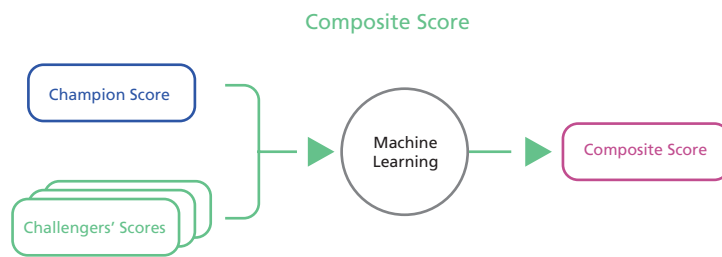 Composite Score
Champion Score
Machine
Learning
Composite Score
Challengers’ Scores